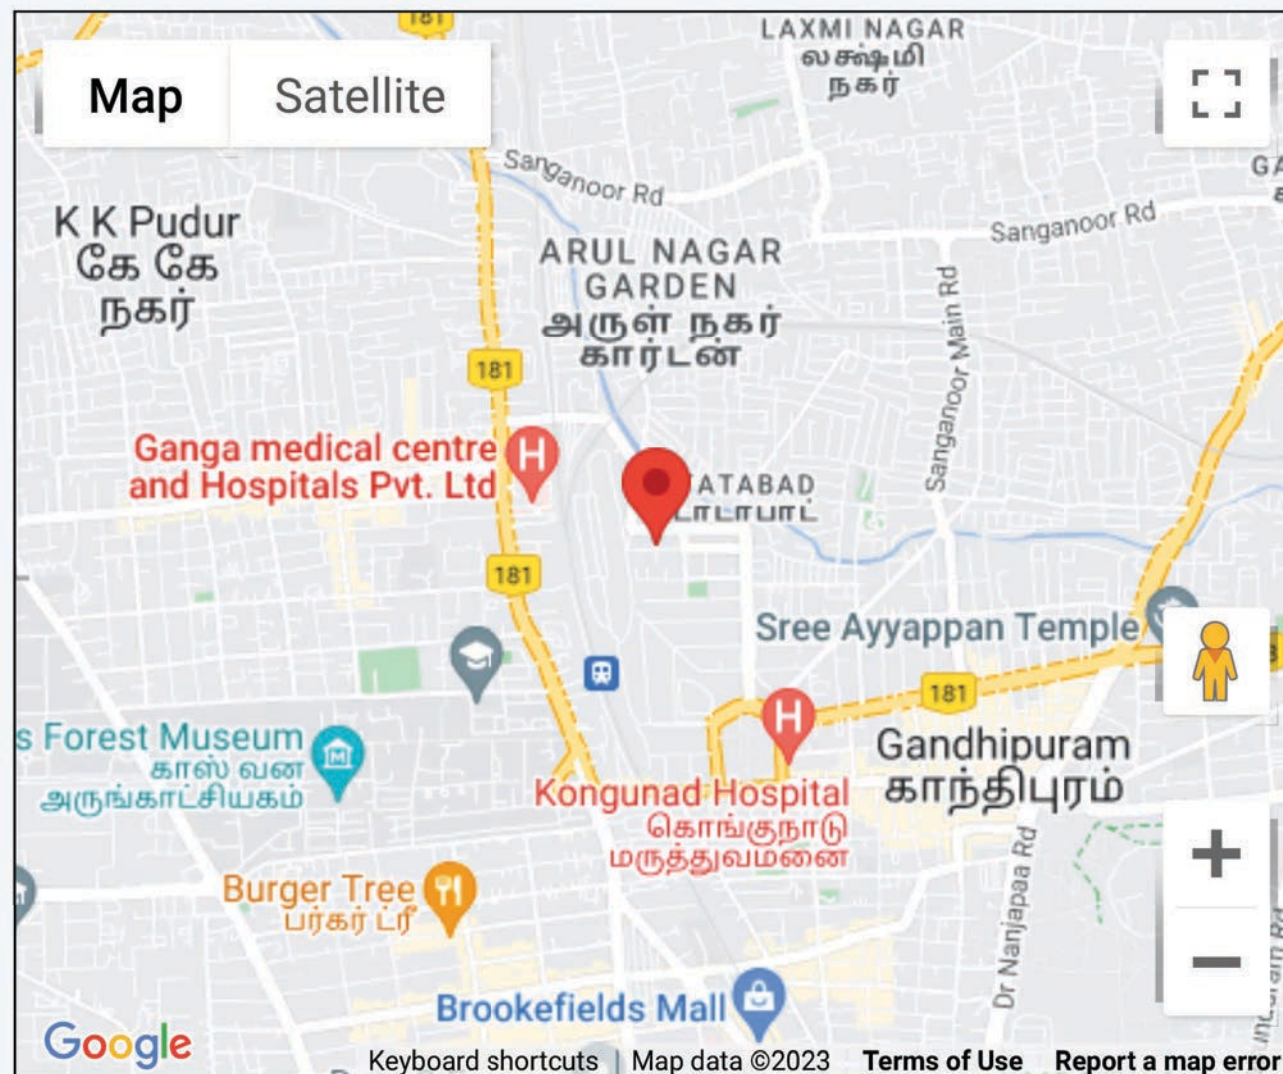 181
LAXMI NAGAR
லக்ஷ்மி
நகர்
Map
Satellite
Sanganoor Rd
K K Pudur
கே கே
நகர்
Sanganoor Rd
ARUL NAGAR
GARDEN
அருள் நகர்
கார்டன்
Sanganoor Main Rd
181
Ganga medical centre
and Hospitals Pvt. Ltd
H
ATABAD
டாடாபாட்
181
Sree Ayyappan Temple
181
H
Gandhipuram
காந்திபுரம்
s Forest Museum
காஸ் வன
அருங்காட்சியகம்
M
Kongunad Hospital
கொங்குநாடு
மருத்துவமனை
Burger Tree
பர்கர் ட்ரீ
Dr Nanjapaa Rd
Brookefields Mall
Google
Keyboard shortcuts
Map data ©2023
Terms of Use
Report a map error